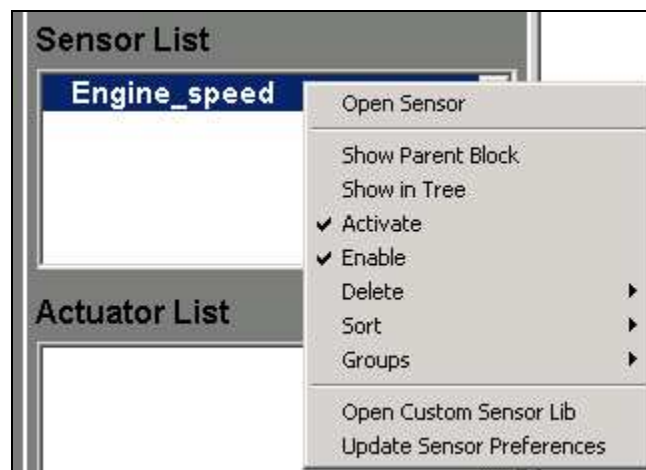 Sensor List
Engine_speed
Open Sensor
Show Parent Block
Show in Tree
Activate
Enable
Delete
Sort
Groups
Open Custom Sensor Lib
Update Sensor Preferences
Actuator List